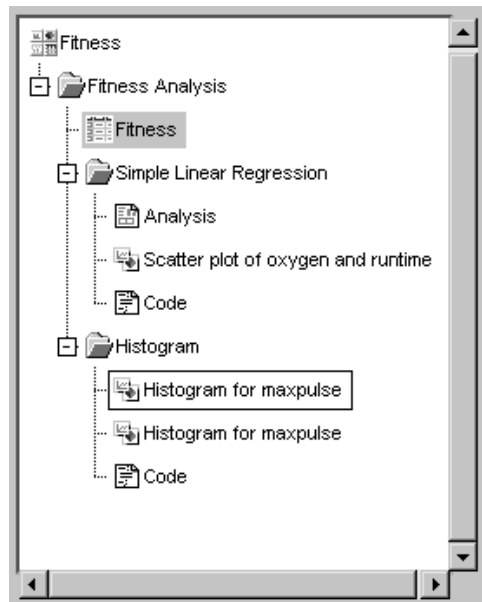 Fitness
Fitness Analysis
Fitness
Simple Linear Regression
Analysis
Scatter plot of oxygen and runtime
Code
Histogram
Histogram for maxpulse
Histogram for maxpulse
Code